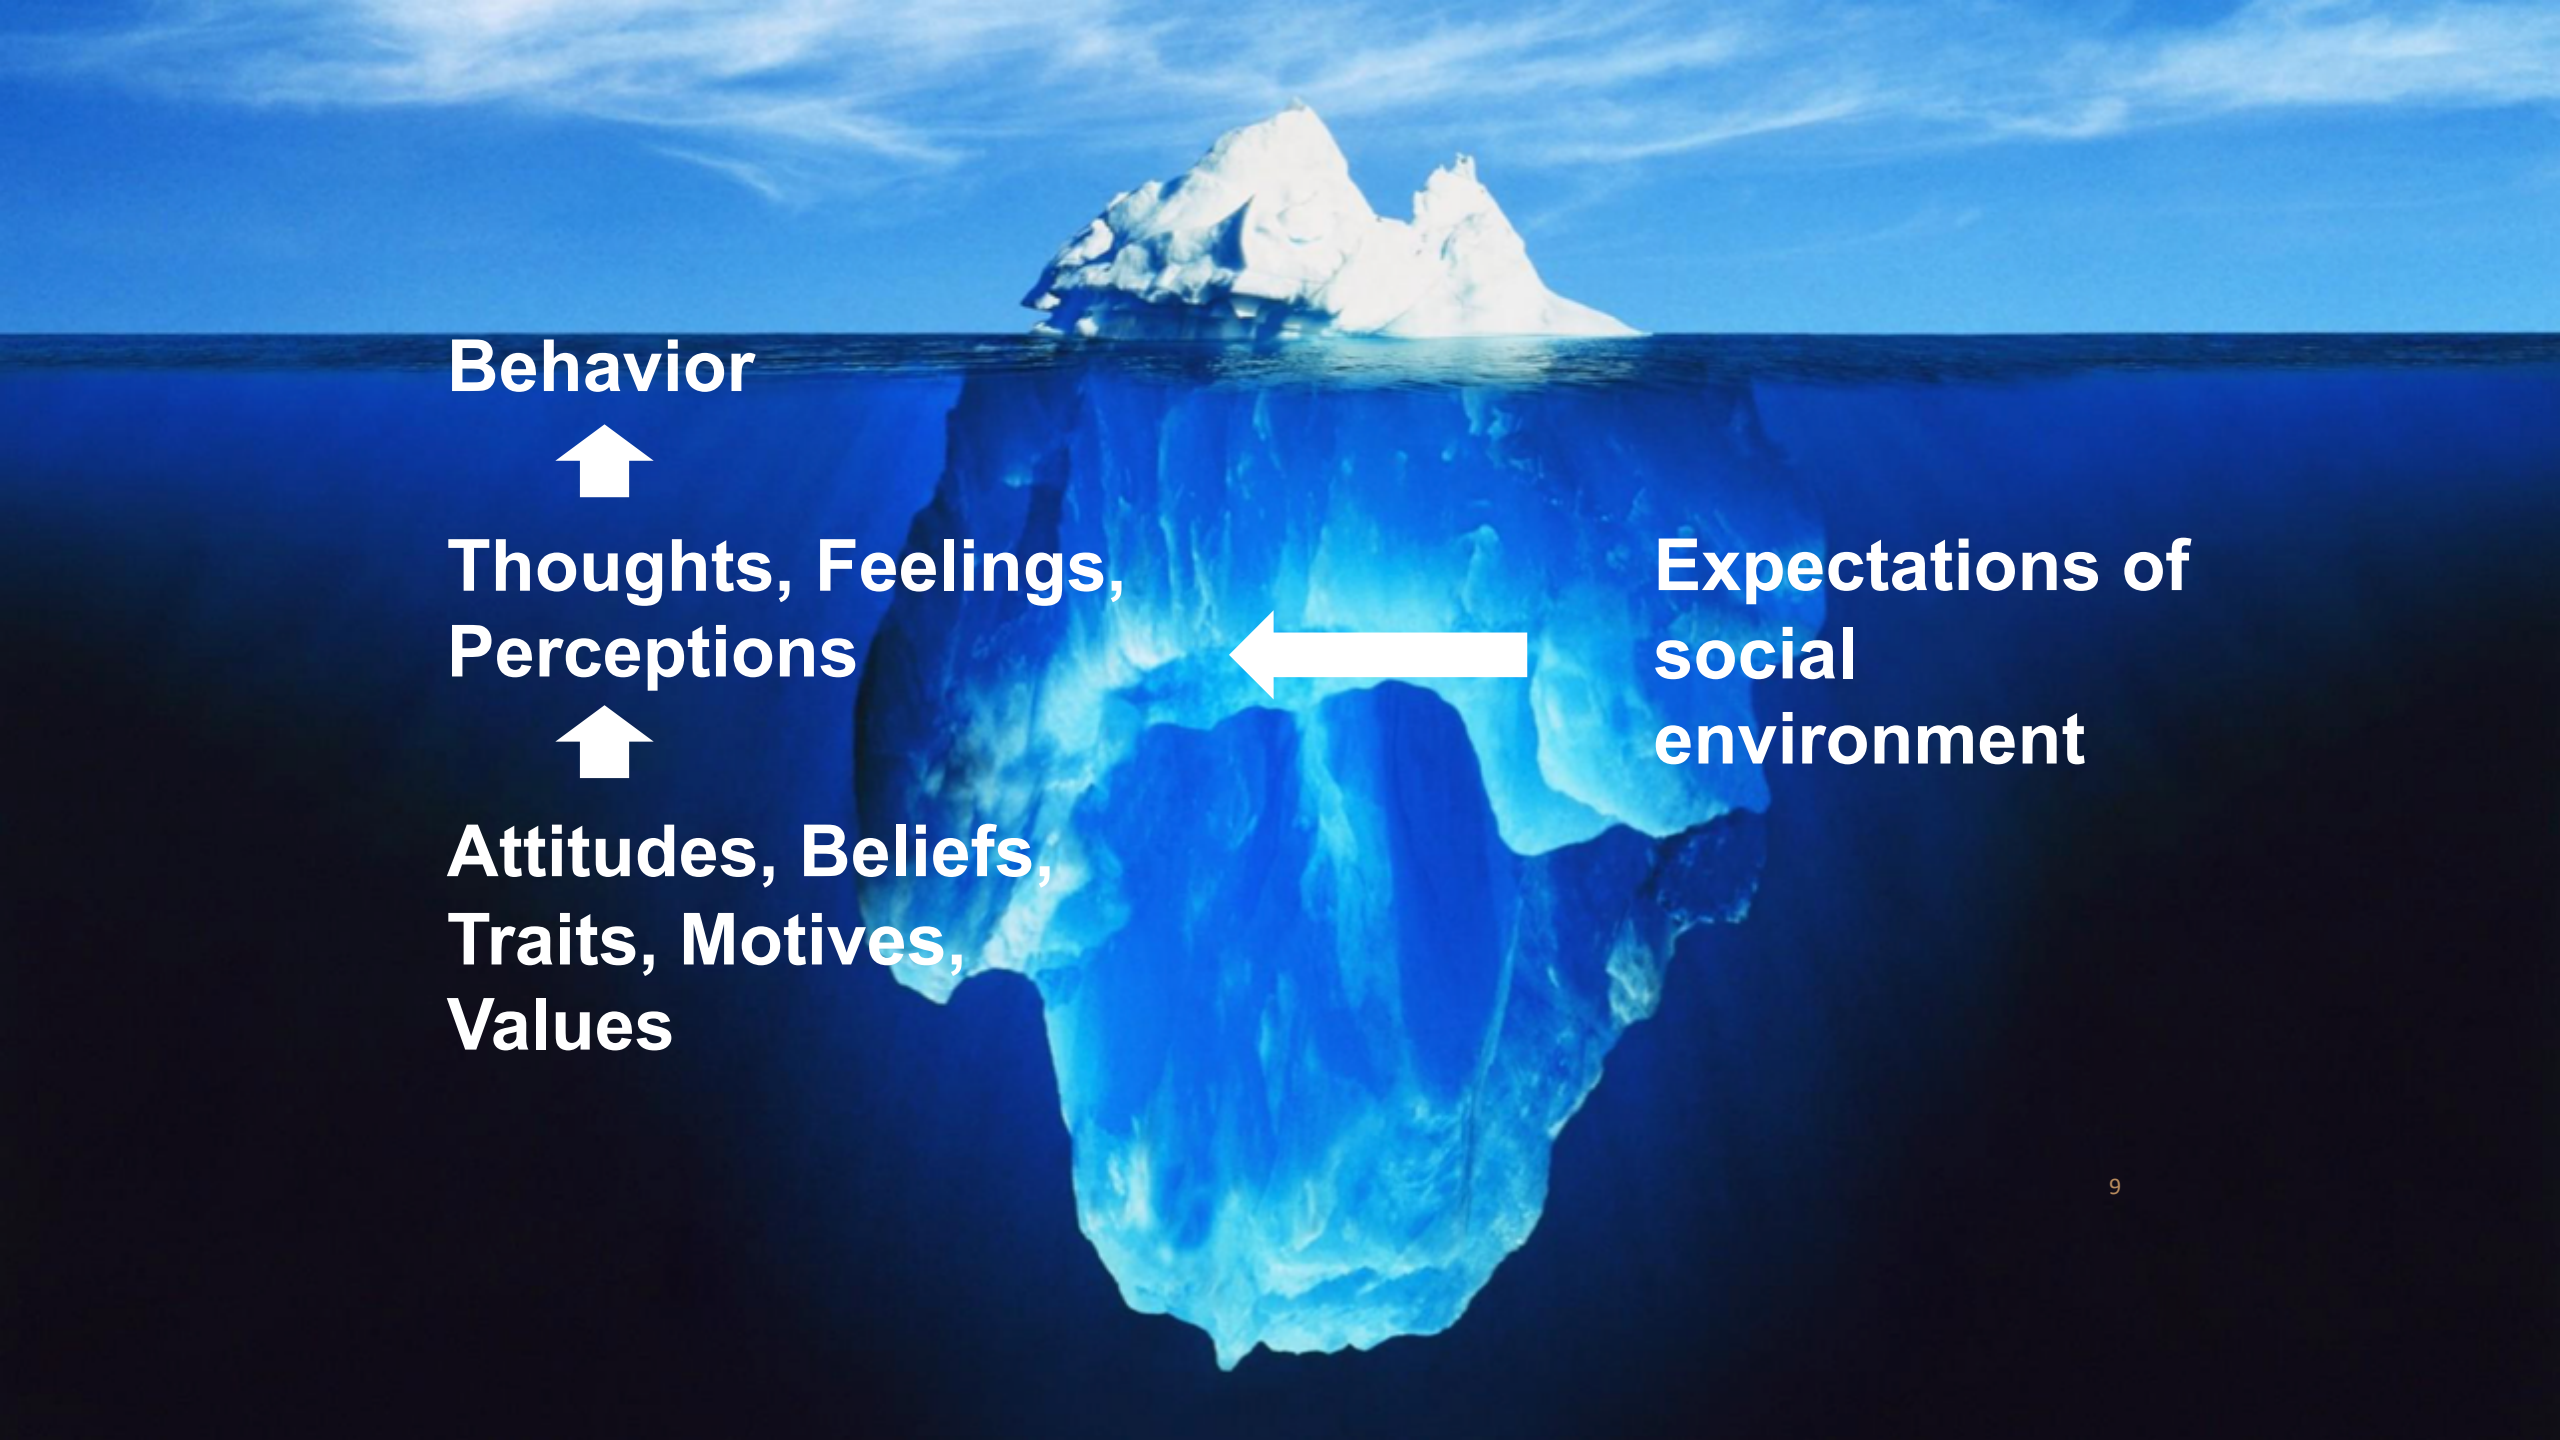 Behavior
Thoughts, Feelings,
Perceptions
Expectations of
social
environment
Attitudes, Beliefs,
Traits, Motives,
Values
9